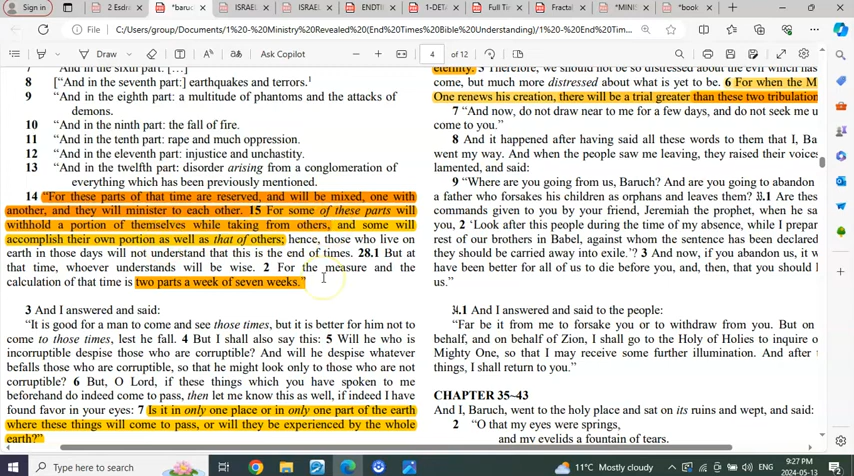 Sign in
2 Esdra
*baruc
ISRAEL
ISRAEL
ENDTI
1-DETA
Full Tim
Fractal
*MINIS
*book
File
C:/Users/group/Documents/1%20-%20Ministry%20Revealed(End%20Times%20Bible%20Understanding)/1%20-%20End%20Tim...
Draw
Ask Copilot
4
of 12
7 "And in the sixth part: […]
8 ["And in the seventh part:] earthquakes and terrors.1
9 "And in the eighth part: a multitude of phantoms and the attacks of
demons.
10 "And in the ninth part: the fall of fire.
11 "And in the tenth part: rape and much oppression.
12 "And in the eleventh part: injustice and unchastity.
13 "And in the twelfth part: disorder arising from a conglomeration of
everything which has been previously mentioned.
14 "For these parts of that time are reserved, and will be mixed, one with
another, and they will minister to each other. 15 For some of these parts will
withhold a portion of themselves while taking from others, and some will
accomplish their own portion as well as that of others; hence, those who live on
earth in those days will not understand that this is the end of times. 28.1 But at
that time, whoever understands will be wise. 2 For the measure and the
calculation of that time is two parts a week of seven weeks."
3 And I answered and said:
"It is good for a man to come and see those times, but it is better for him not to
come to those times, lest he fall. 4 But I shall also say this: 5 Will he who is
incorruptible despise those who are corruptible? And will he despise whatever
befalls those who are corruptible, so that he might look only to those who are not
corruptible? 6 But, O Lord, if these things which you have spoken to me
beforehand do indeed come to pass, then let me know this as well, if indeed I have
found favor in your eyes: 7 Is it in only one place or in only one part of the earth
where these things will come to pass, or will they be experienced by the whole
earth?"
eternity. 5 Therefore, we should not be so distressed about the evil which has
come, but much more distressed about what is yet to be. 6 For when the M
One renews his creation, there will be a trial greater than these two tribulation
7 "And now, do not draw near to me for a few days, and do not seek me u
come to you."
8 And it happened after having said all these words to them that I, Ba
went my way. And when the people saw me leaving, they raised their voice
lamented, and said:
9 "Where are you going from us, Baruch? And are you going to abandon
a father who forsakes his children as orphans and leaves them? 33.1 Are thes
commands given to you by your friend, Jeremiah the prophet, when he sa
you, 2 'Look after this people during the time of my absence, while I prepar
rest of our brothers in Babel, against whom the sentence has been declared
they should be carried away into exile.'? 3 And now, if you abandon us, it w
have been better for all of us to die before you, and, then, that you should l
us."
34.1 And I answered and said to the people:
"Far be it from me to forsake you or to withdraw from you. But on
behalf, and on behalf of Zion, I shall go to the Holy of Holies to inquire o
Mighty One, so that I may receive some further illumination. And after t
things, I shall return to you."
CHAPTER 35~43
And I, Baruch, went to the holy place and sat on its ruins and wept, and said:
2 "O that my eyes were springs,
and my eyelids a fountain of tears.
Type here to search
11°C Mostly cloudy
ENG
9:27 PM
2024-05-13